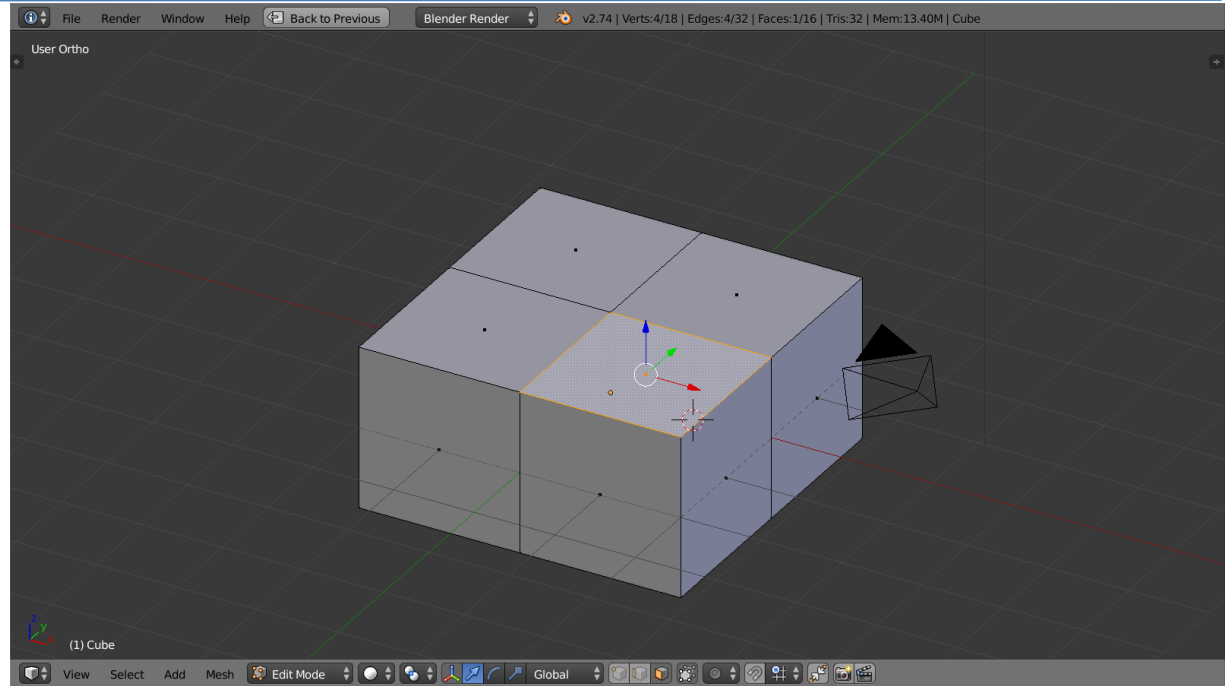 File Render Window Help Back to Previous Blender Render v2.74 | Verts:4/18 | Edges:4/32 | Faces:1/16 | Tris:32 | Mem:13.40M | Cube
User Ortho
z
y
x
(1) Cube
View Select Add Mesh Edit Mode Global